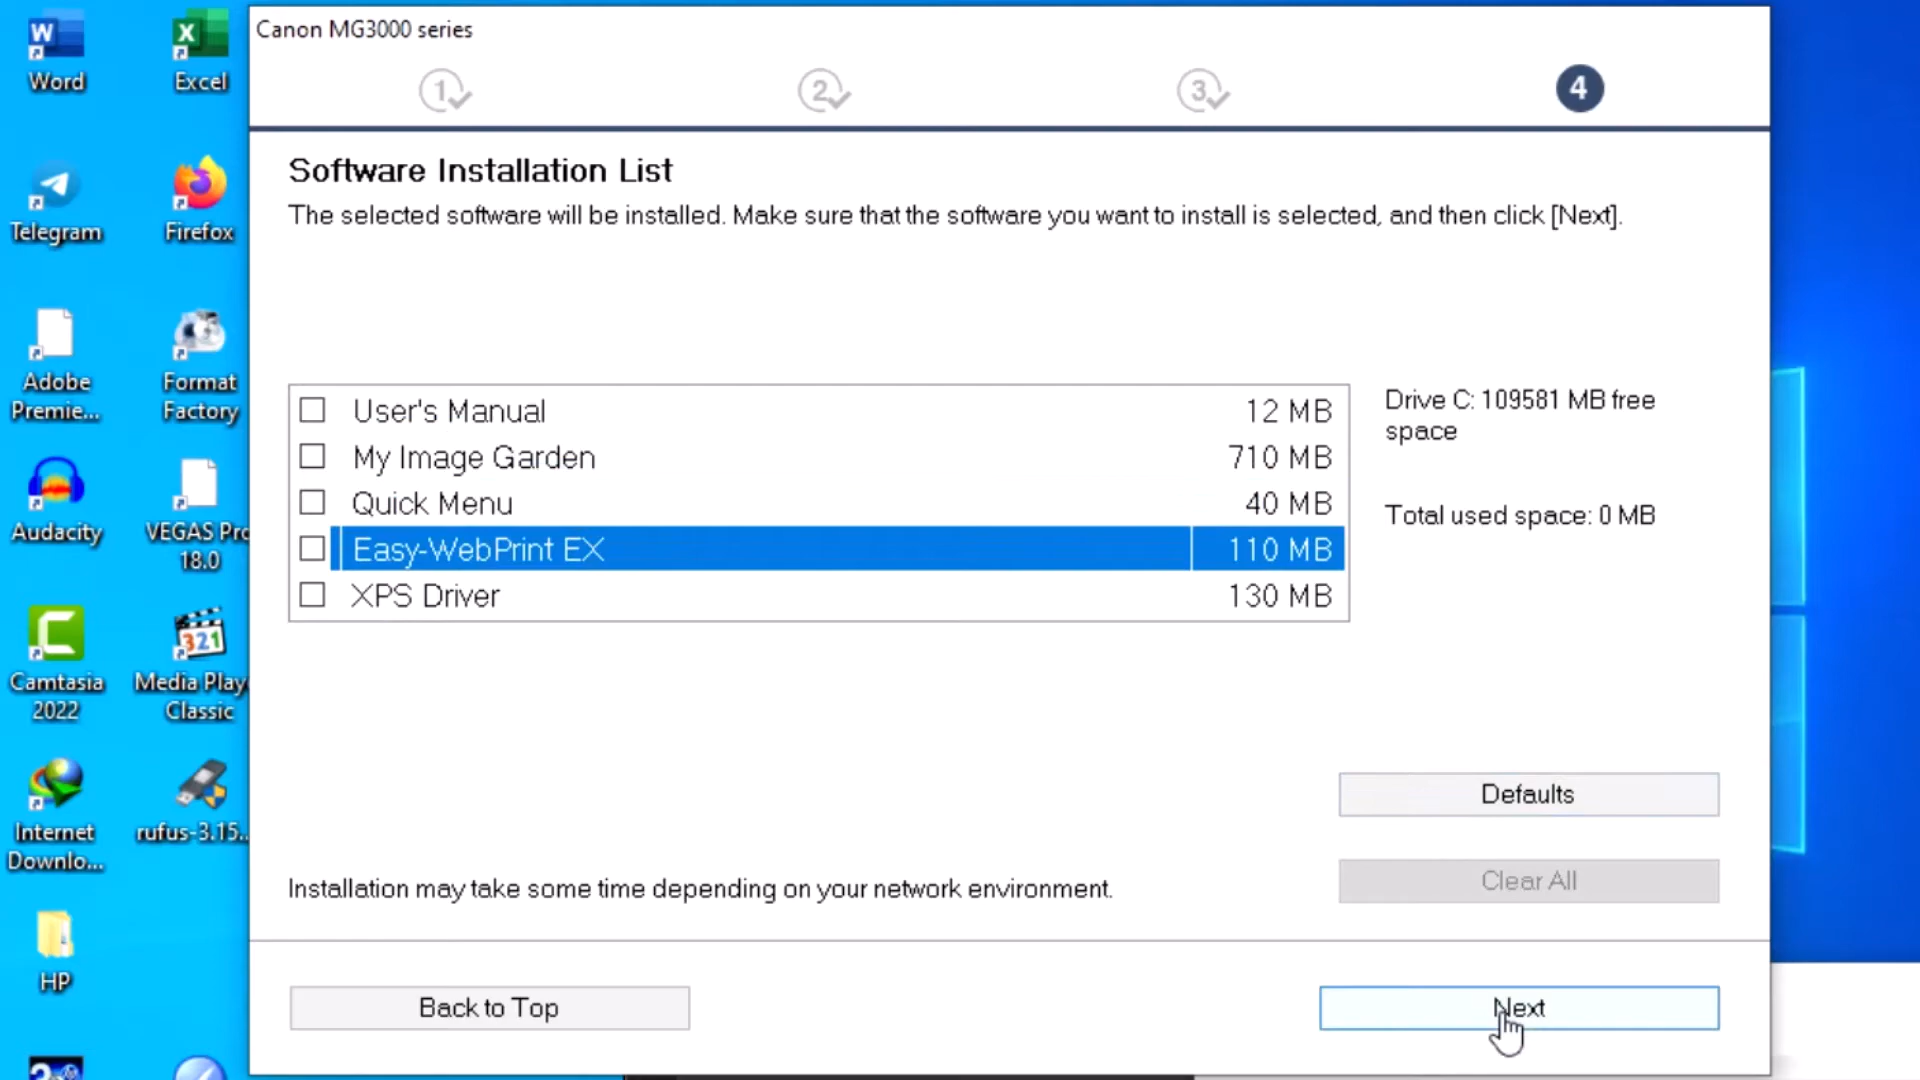 Canon MG3000 series
1
2
3
4
Software Installation List
The selected software will be installed. Make sure that the software you want to install is selected, and then click [Next].
User's Manual 12 MB
My Image Garden 710 MB
Quick Menu 40 MB
Easy-WebPrint EX 110 MB
XPS Driver 130 MB
Drive C: 109581 MB free
space
Total used space: 0 MB
Defaults
Clear All
Installation may take some time depending on your network environment.
Back to Top
Next
W
Word
X
Excel
Telegram
Firefox
Adobe
Premie...
Format
Factory
Audacity
VEGAS Pro
18.0
C
Camtasia
2022
321
Media Play
Classic
Internet
Downlo...
rufus-3.15..
HP